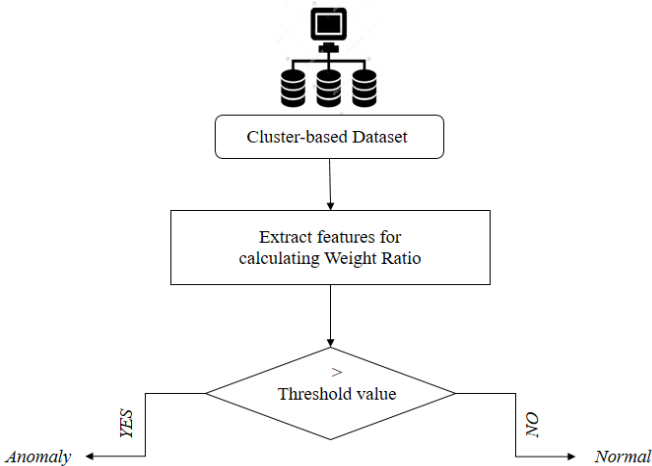 Cluster-based Dataset
Extract features for
calculating Weight Ratio
>
Threshold value
YES
NO
Anomaly
Normal